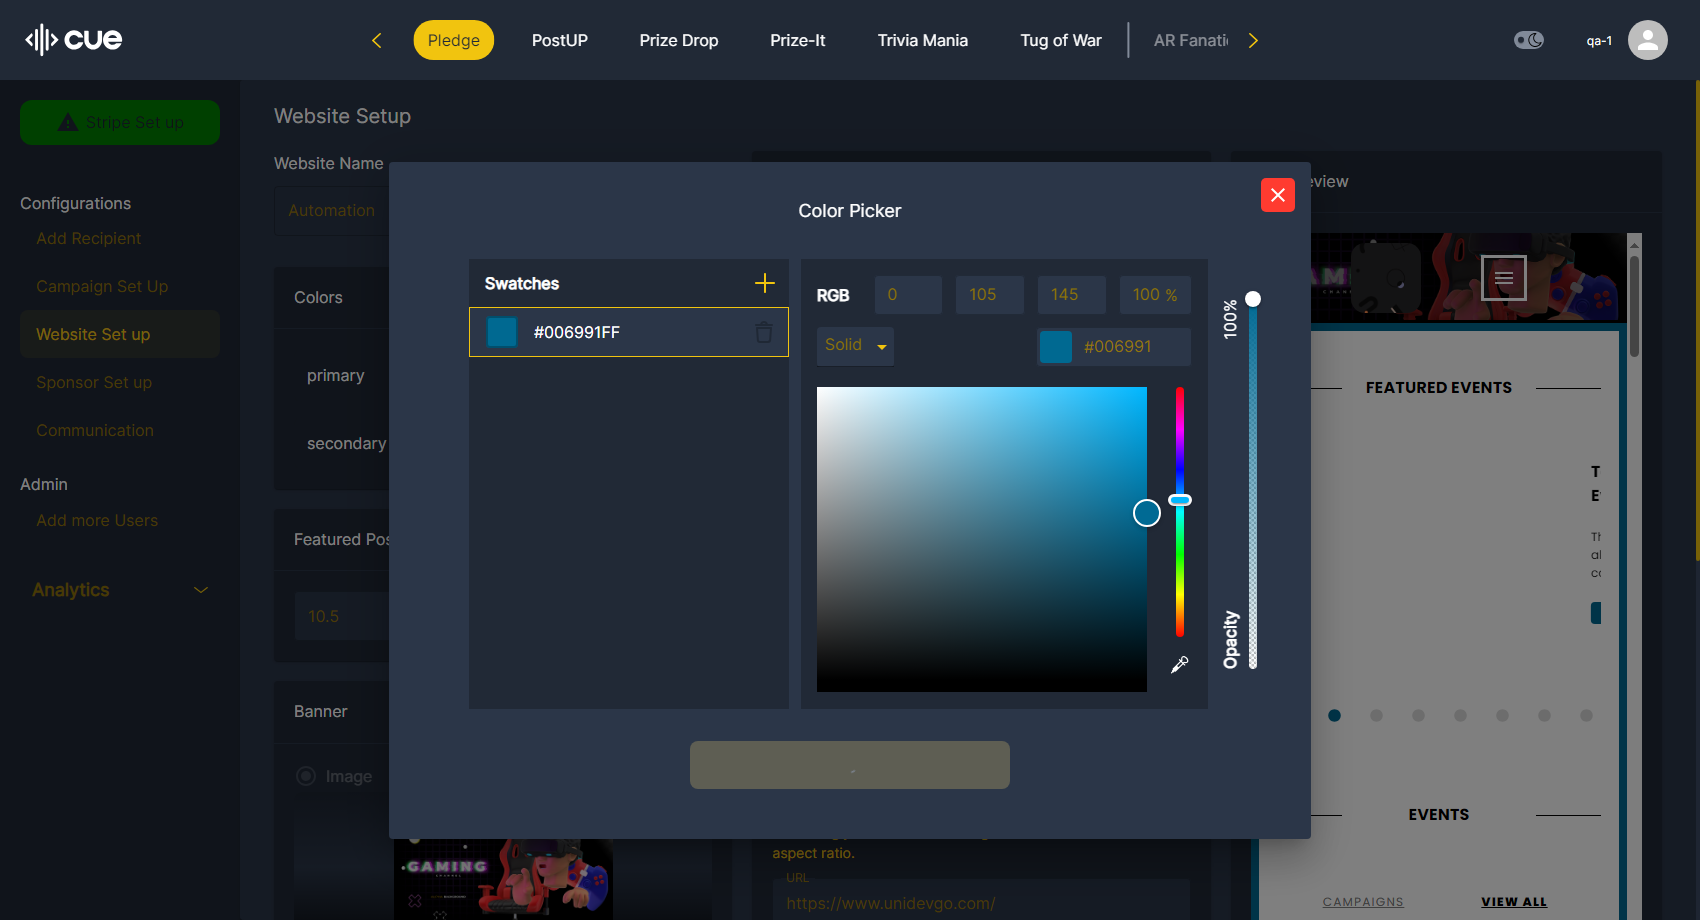 cue
Pledge
PostUP
Prize Drop
Prize-It
Trivia Mania
Tug of War
AR Fanati
qa-1
Stripe Set up
Configurations
Add Recipient
Campaign Set Up
Website Set up
Sponsor Set up
Communication
Admin
Add more Users
Analytics
Website Setup
Website Name
Automation
Colors
primary
secondary
Featured Pos
10.5
Banner
Image
GAMING
Color Picker
Swatches
#006991FF
RGB
0
105
145
100 %
Solid
#006991
100%
Opacity
aspect ratio.
URL
https://www.unidevgo.com/
eview
FEATURED EVENTS
T
E
Th
al
co
EVENTS
CAMPAIGNS
VIEW ALL